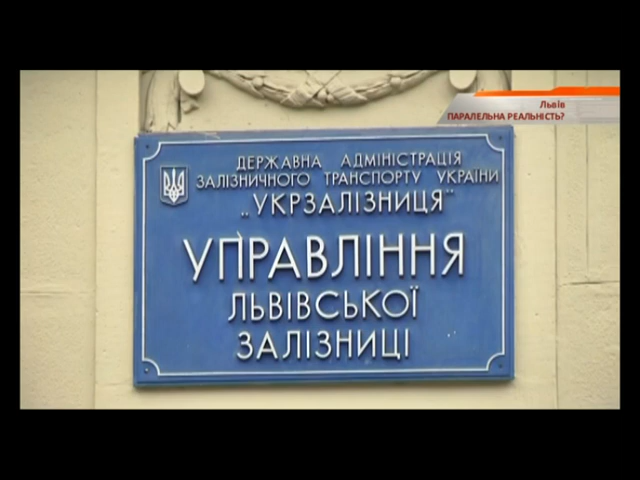 Львів
ПАРАЛЕЛЬНА РЕАЛЬНІСТЬ?
ДЕРЖАВНА АДМІНІСТРАЦІЯ
ЗАЛІЗНИЧНОГО ТРАНСПОРТУ УКРАЇНИ
„УКРЗАЛІЗНИЦЯ"
УПРАВЛІННЯ
ЛЬВІВСЬКОЇ
ЗАЛІЗНИЦІ